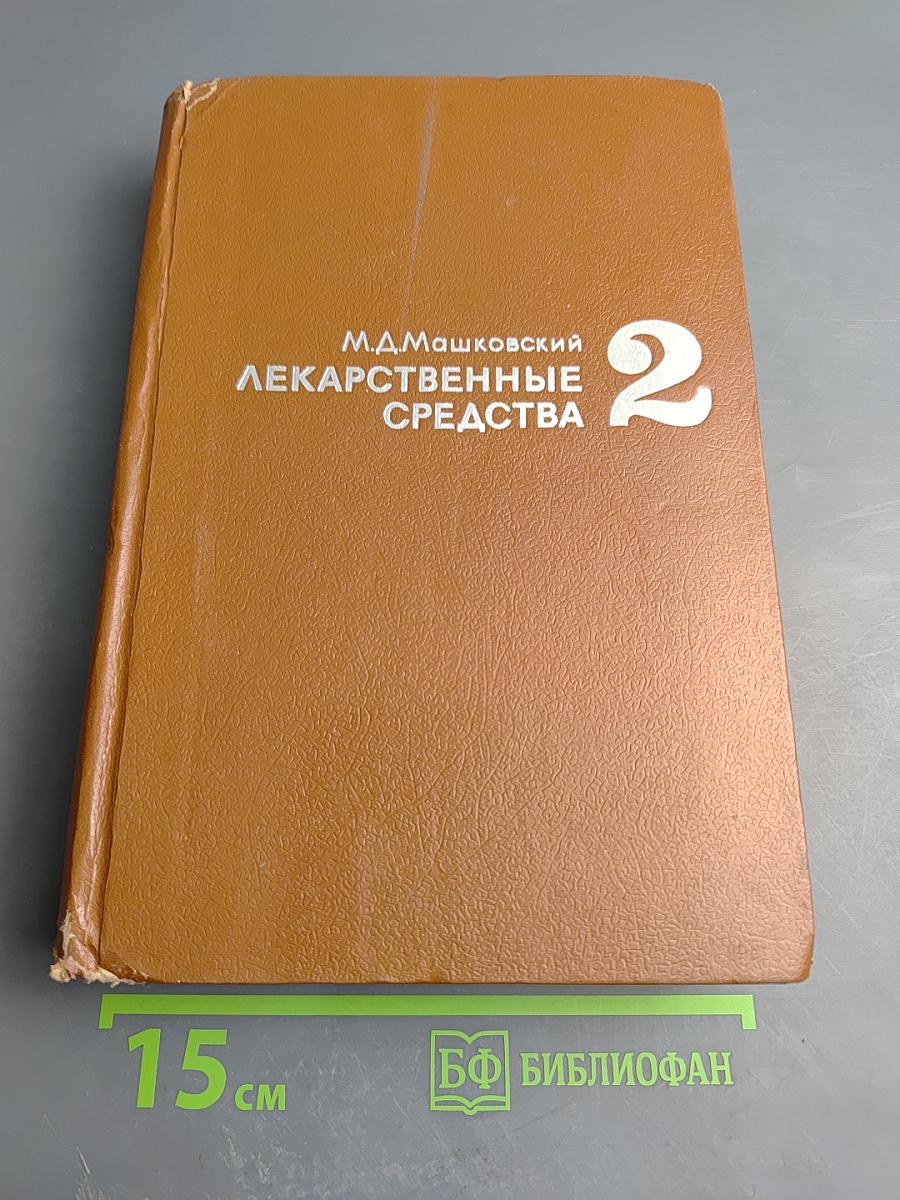 М.Д.Машковский
ЛЕКАРСТВЕННЫЕ
СРЕДСТВА
2
15 см
БФ БИБЛИОФАН